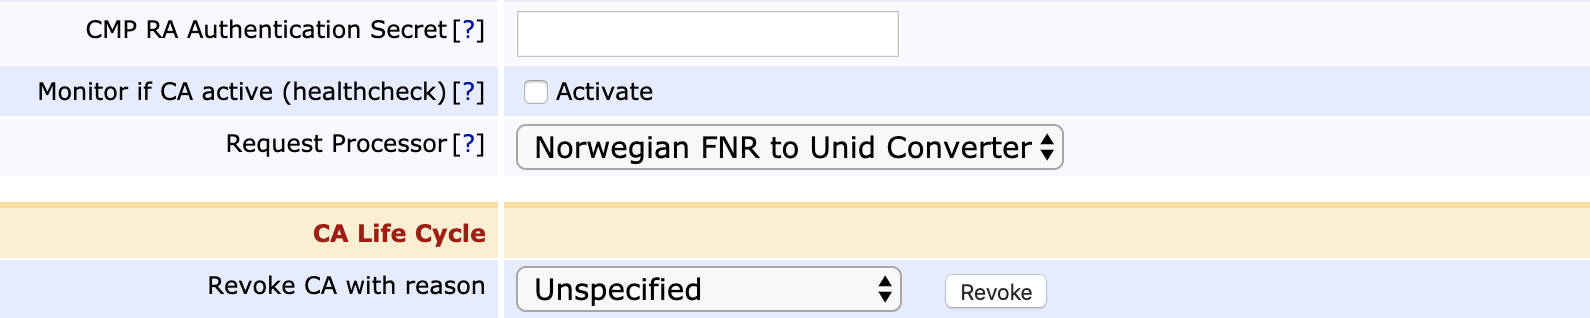 CMP RA Authentication Secret [?]
Monitor if CA active (healthcheck) [?] Activate
Request Processor [?] Norwegian FNR to Unid Converter
CA Life Cycle
Revoke CA with reason Unspecified Revoke